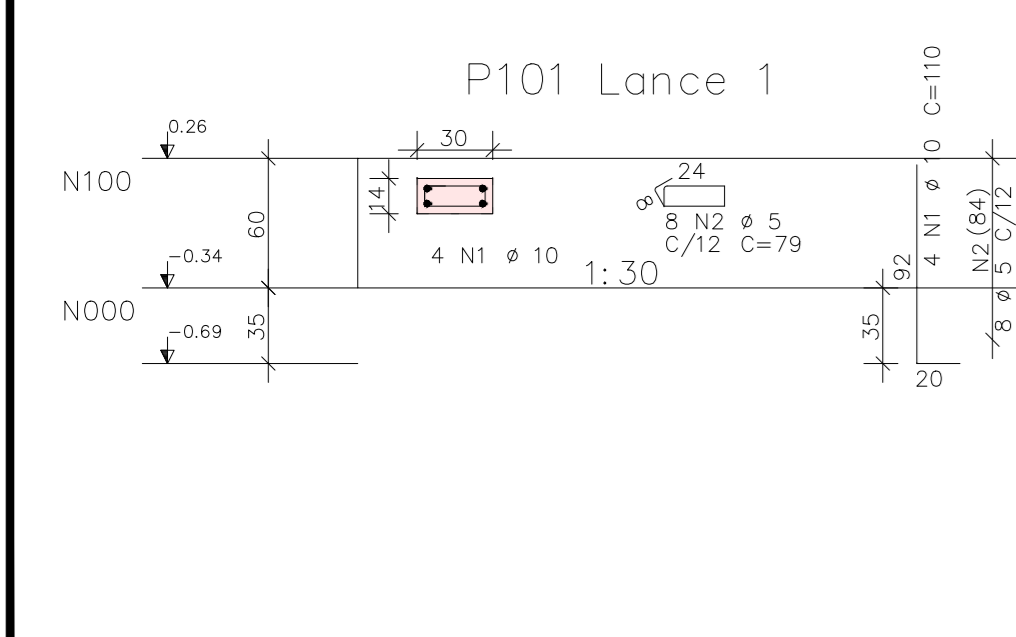 P101 Lance 1
0.26
N100
60
-0.34
N000
35
-0.69
30
14
4 N1 ø 10
24
8
8 N2 ø 5
C/12 C=79
1:30
35
92
20
4 N1 ø 10 C=110
N2(84)
8 ø 5 C/12